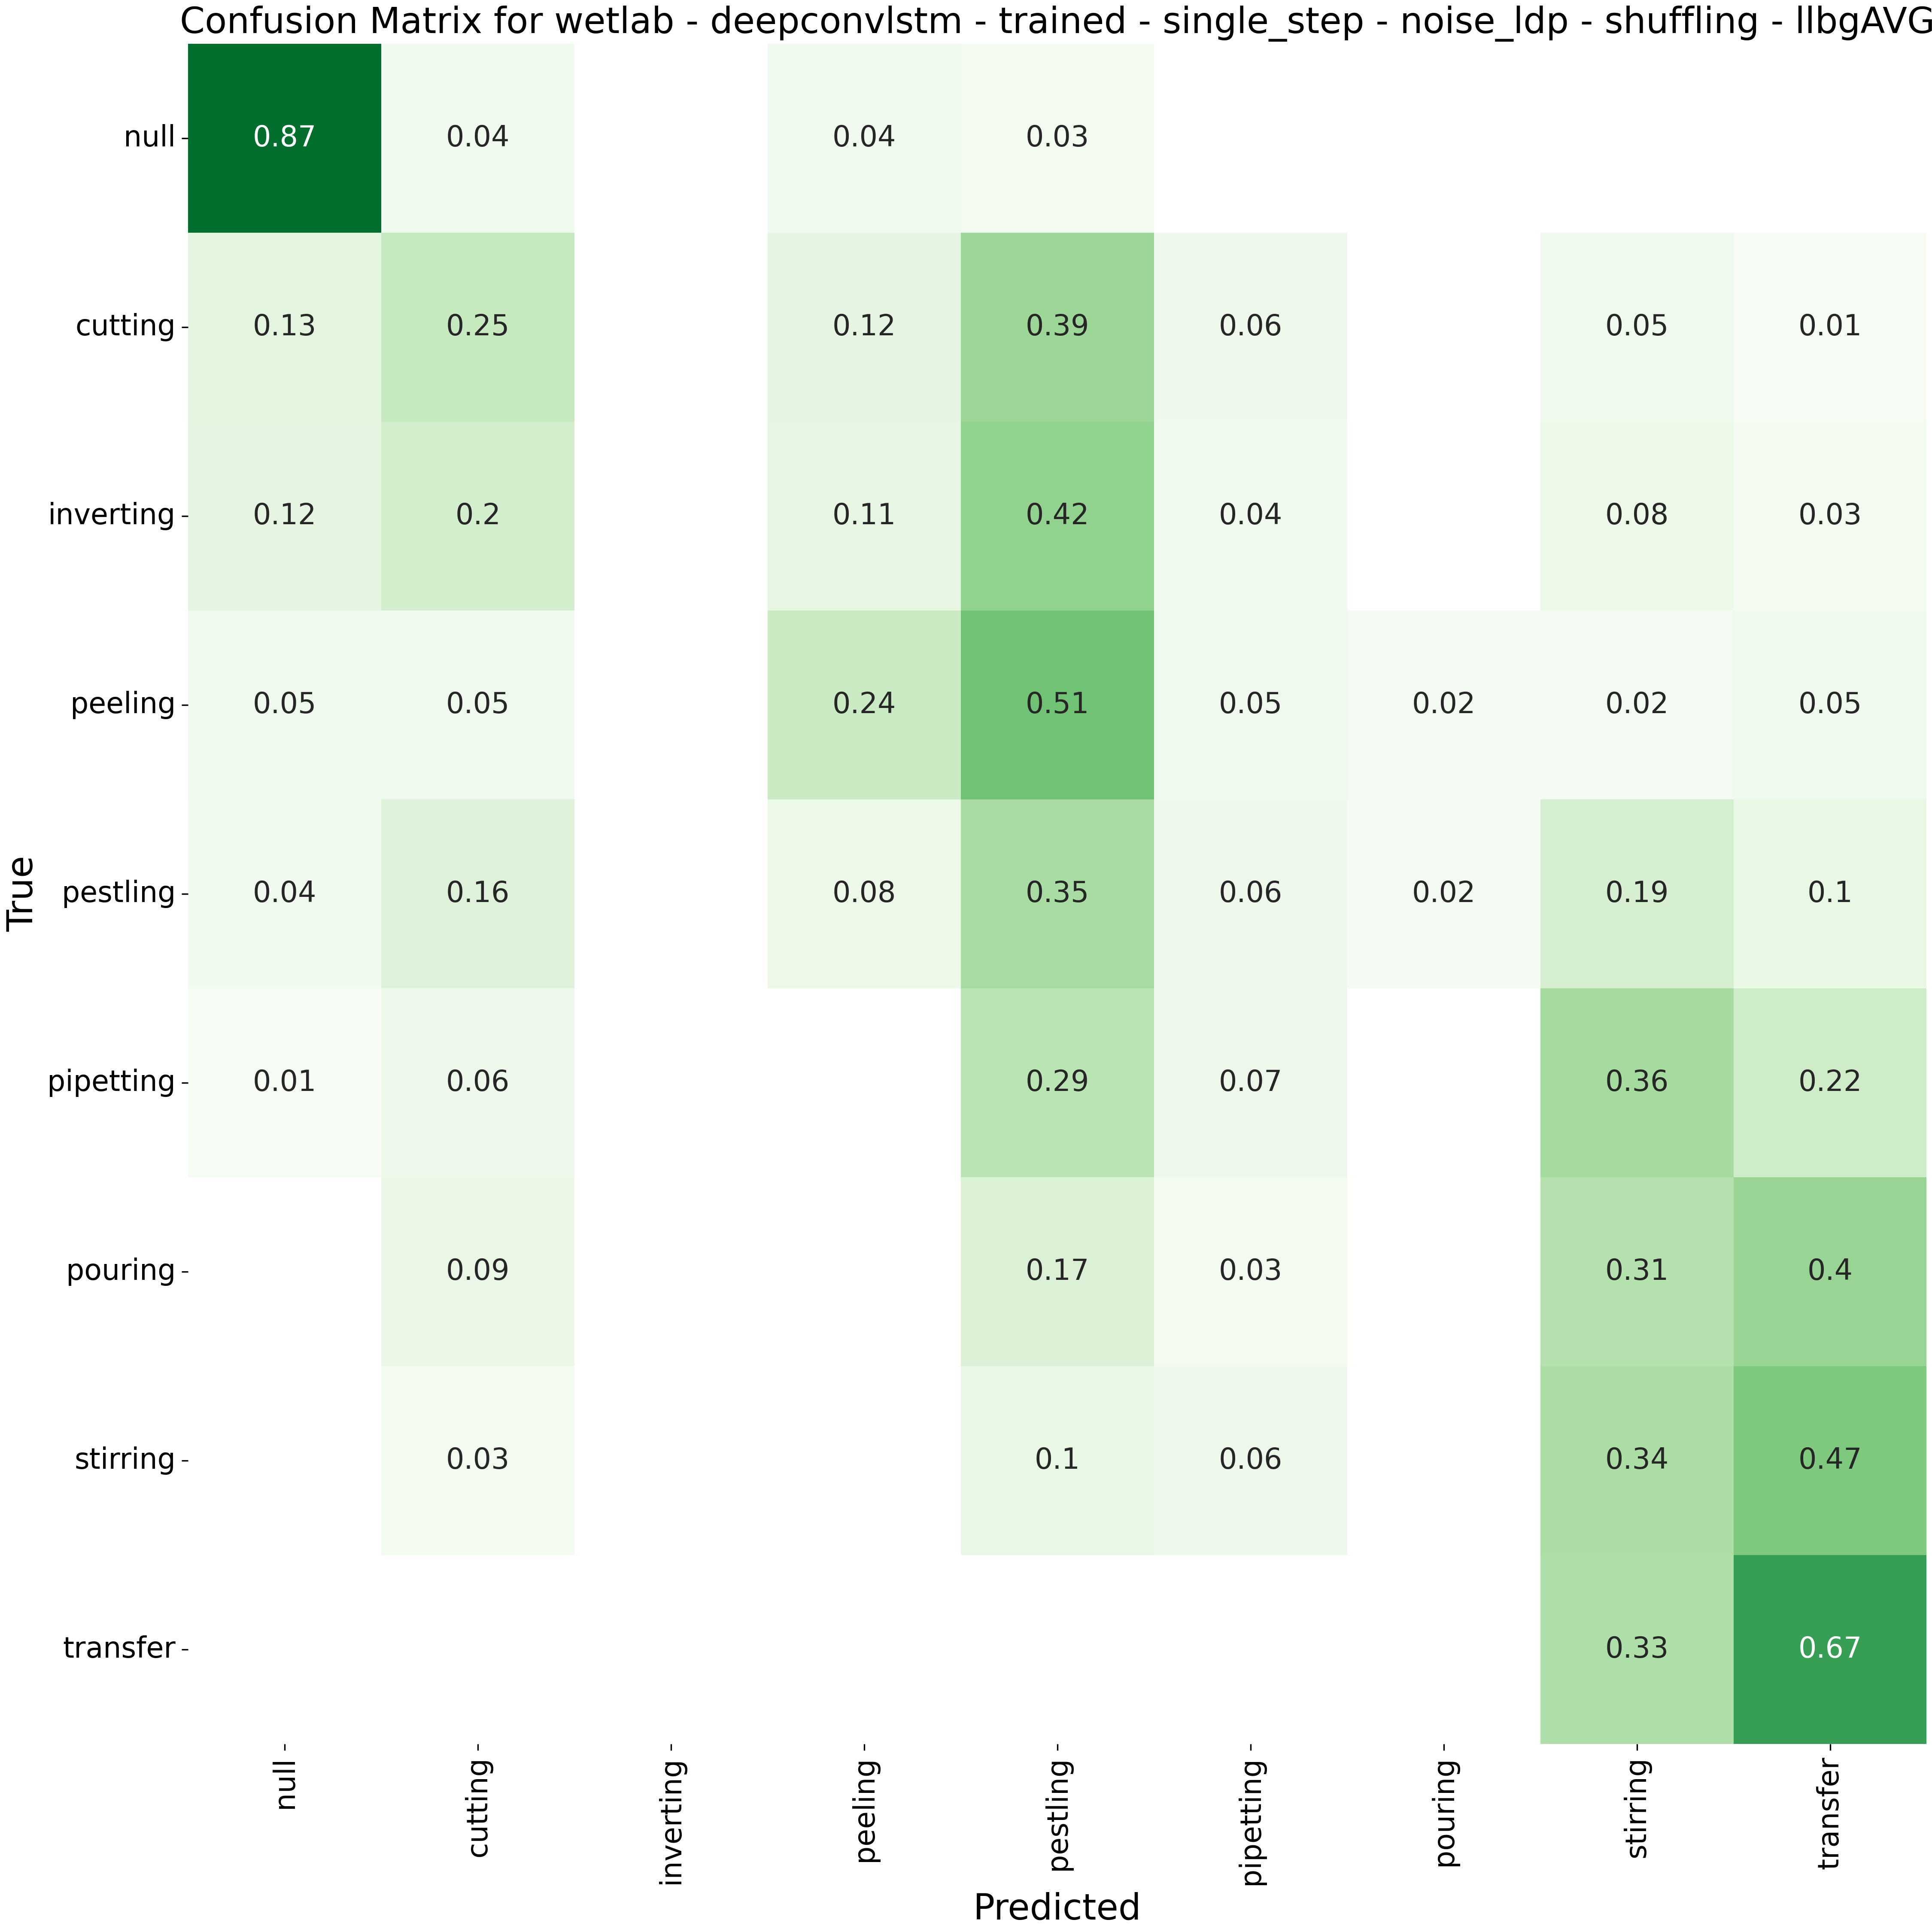 Confusion Matrix for wetlab - deepconvlstm - trained - single_step - noise_ldp - shuffling - llbgAVG
null 0.87 0.04 0.04 0.03
cutting 0.13 0.25 0.12 0.39 0.06 0.05 0.01
inverting 0.12 0.2 0.11 0.42 0.04 0.08 0.03
peeling 0.05 0.05 0.24 0.51 0.05 0.02 0.02 0.05
pestling 0.04 0.16 0.08 0.35 0.06 0.02 0.19 0.1
pipetting 0.01 0.06 0.29 0.07 0.36 0.22
pouring 0.09 0.17 0.03 0.31 0.4
stirring 0.03 0.1 0.06 0.34 0.47
transfer 0.33 0.67
True
null cutting inverting peeling pestling pipetting pouring stirring transfer
Predicted